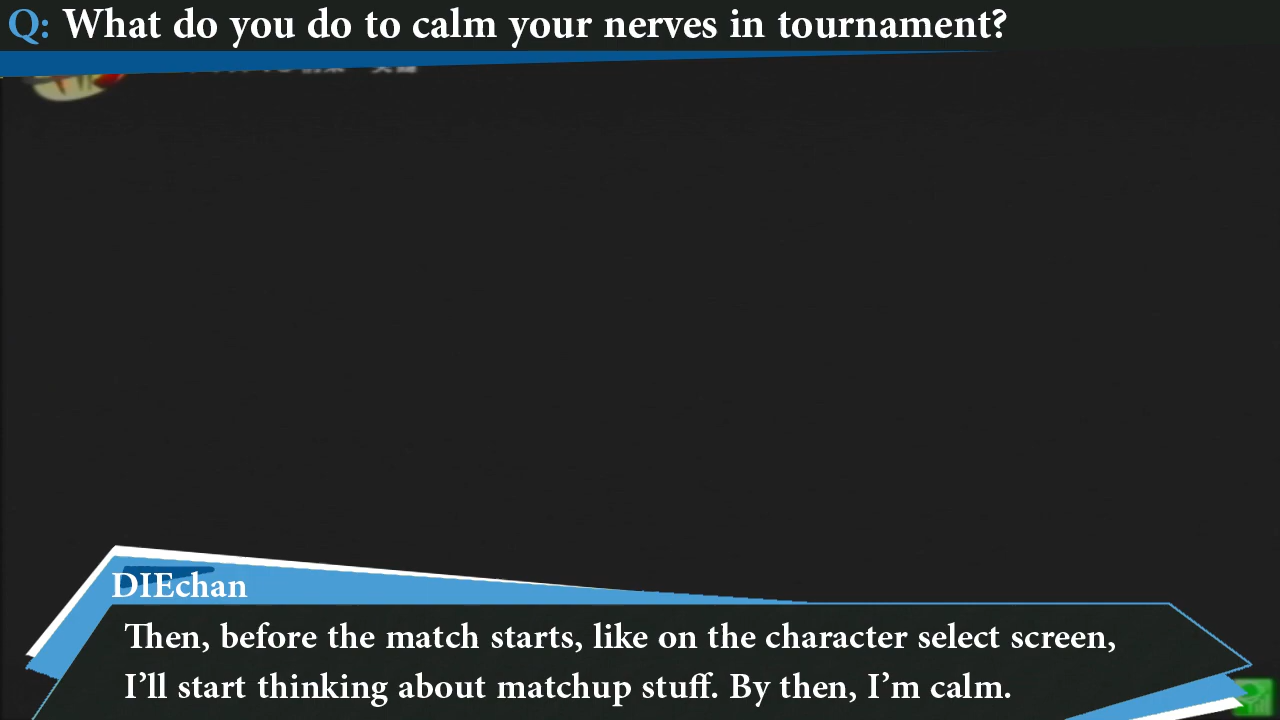 Q: What do you do to calm your nerves in tournament?
DIEchan
Then, before the match starts, like on the character select screen,
I'll start thinking about matchup stuff. By then, I'm calm.